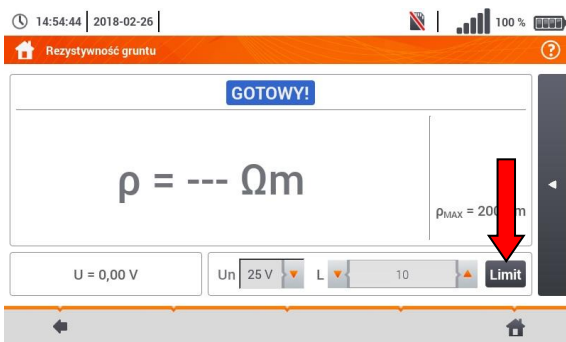 14:54:44 2018-02-26 100 %
Rezystywność gruntu ?
GOTOWY!
ρ = --- Ωm
ρMAX = 200 m
U = 0,00 V Un 25 V L 10 Limit